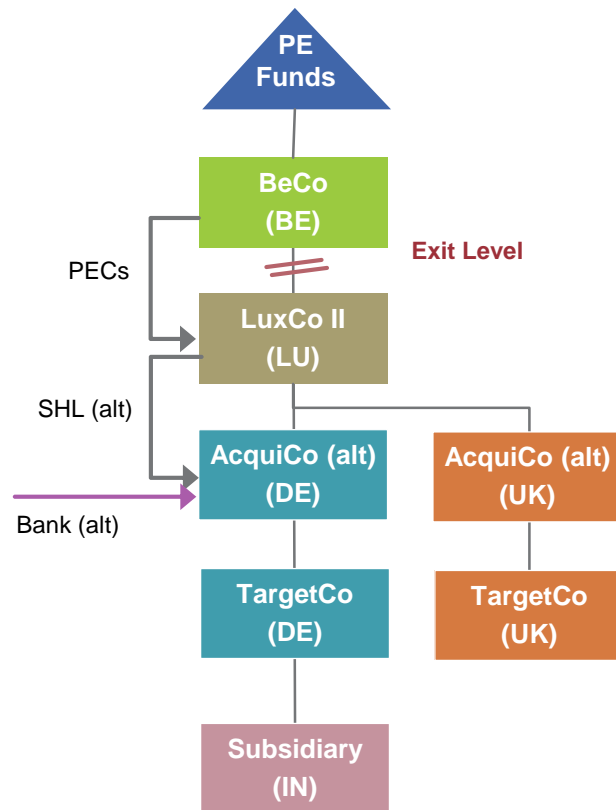 PE
Funds
BeCo
(BE)
Exit Level
PECs
LuxCo II
(LU)
SHL (alt)
AcquiCo (alt)
(DE)
AcquiCo (alt)
(UK)
Bank (alt)
TargetCo
(DE)
TargetCo
(UK)
Subsidiary
(IN)